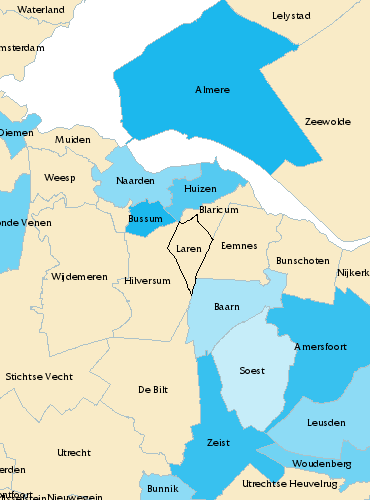 Waterland
Lelystad
msterdam
Almere
Zeewolde
Diemen
Muiden
Weesp
Naarden
Huizen
Blaricum
Bussum
onde Venen
Laren
Eemnes
Bunschoten
Nijkerk
Wijdemeren
Hilversum
Baarn
Amersfoort
Soest
Stichtse Vecht
De Bilt
Leusden
Zeist
Utrecht
Woudenberg
erden
Utrechtse Heuvelrug
Bunnik
ontfoort
Nieuwegein